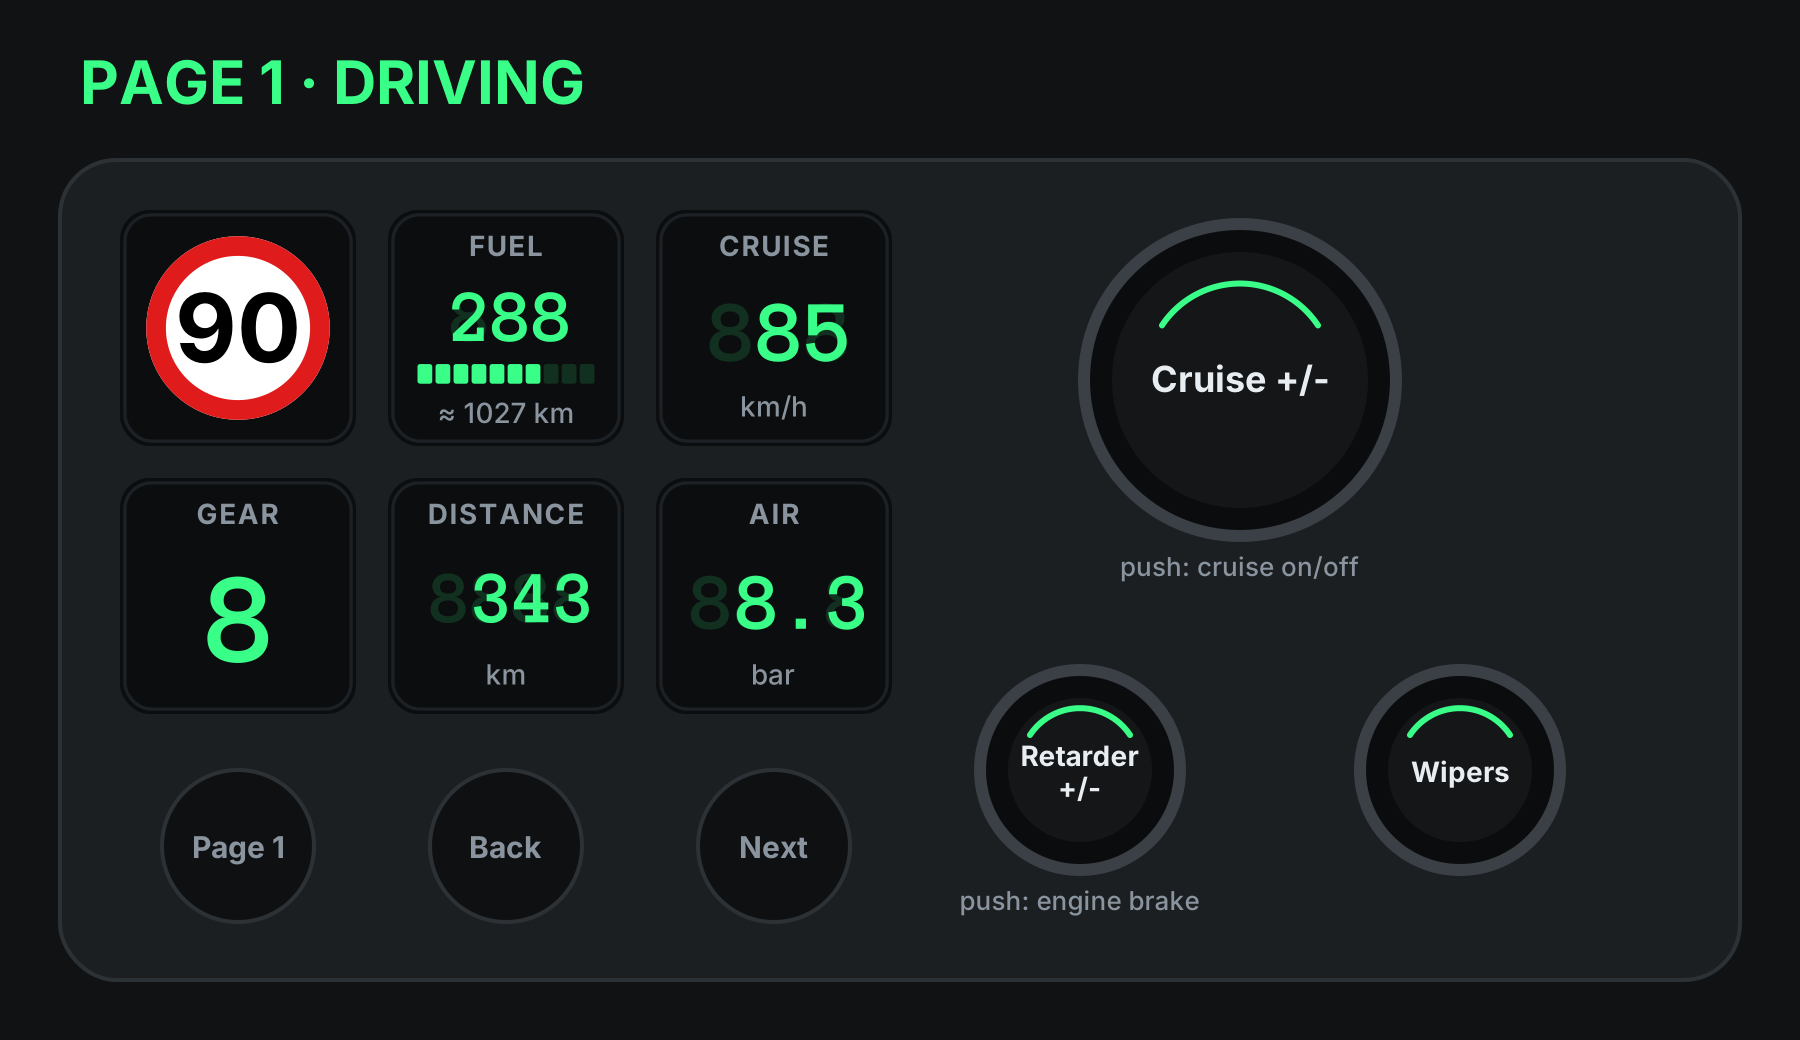 PAGE 1 · DRIVING
90
FUEL
288
≈ 1027 km
CRUISE
85
km/h
GEAR
8
DISTANCE
343
km
AIR
8.3
bar
Page 1
Back
Next
Cruise +/-
push: cruise on/off
Retarder
+/-
push: engine brake
Wipers